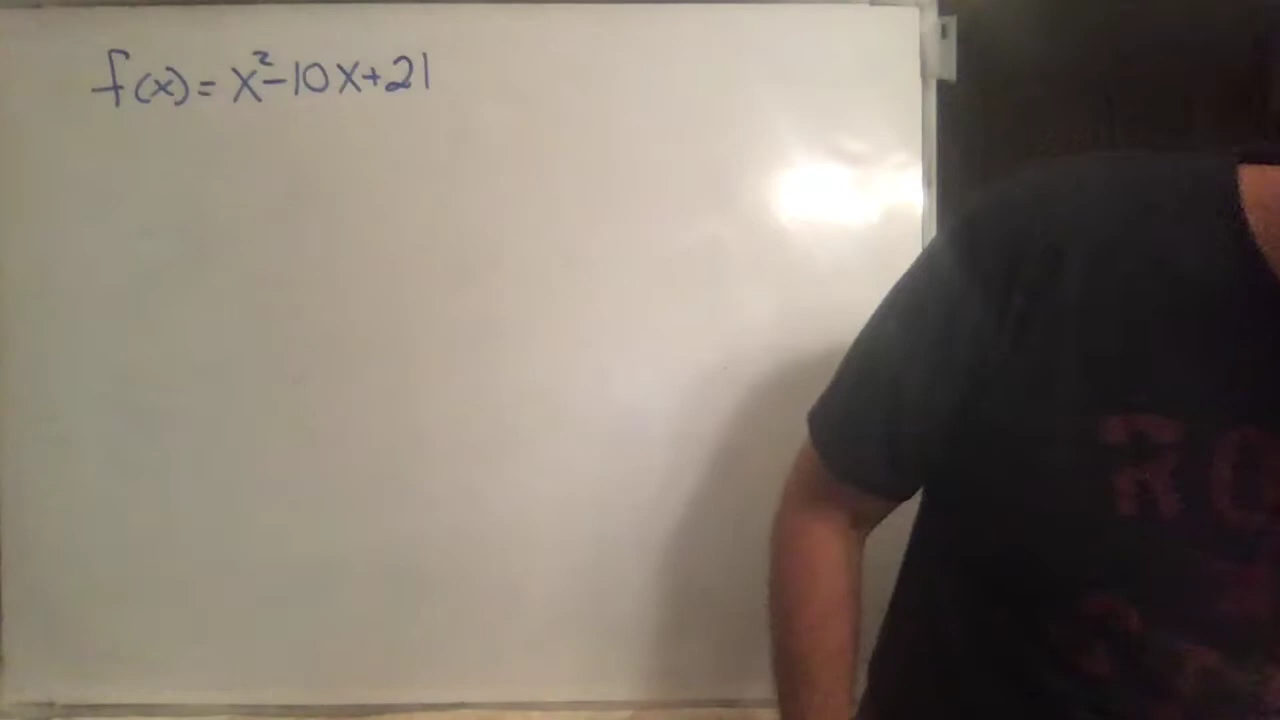 f(x) = x²-10x+21